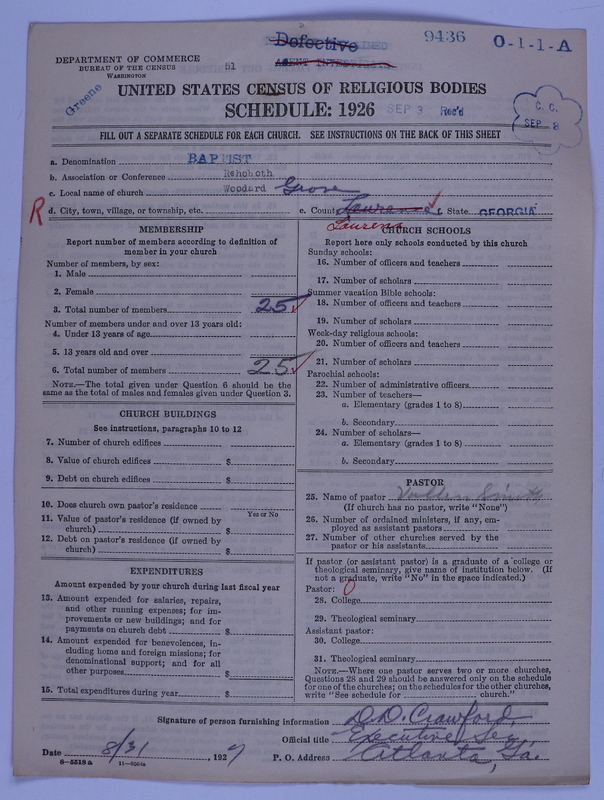 Defective
9436 O-1-1-A
DEPARTMENT OF COMMERCE
BUREAU OF THE CENSUS
WASHINGTON
51
Greene
UNITED STATES CENSUS OF RELIGIOUS BODIES
SCHEDULE: 1926
SEP 3 Rec'd
C. C.
SEP 8
FILL OUT A SEPARATE SCHEDULE FOR EACH CHURCH. SEE INSTRUCTIONS ON THE BACK OF THIS SHEET
a. Denomination BAPTIST
b. Association or Conference Rehoboth
c. Local name of church Woodard Grove
R d. City, town, village, or township, etc. e. County Laurens f. State GEORGIA
Laurens
MEMBERSHIP
Report number of members according to definition of
member in your church
Number of members, by sex:
1. Male
2. Female
3. Total number of members 25
Number of members under and over 13 years old:
4. Under 13 years of age
5. 13 years old and over
6. Total number of members 25
NOTE.—The total given under Question 6 should be the
same as the total of males and females given under Question 3.
CHURCH BUILDINGS
See instructions, paragraphs 10 to 12
7. Number of church edifices
8. Value of church edifices $
9. Debt on church edifices $
10. Does church own pastor's residence
Yes or No
11. Value of pastor's residence (if owned by
church) $
12. Debt on pastor's residence (if owned by
church) $
EXPENDITURES
Amount expended by your church during last fiscal year
13. Amount expended for salaries, repairs,
and other running expenses; for im-
provements or new buildings; and for
payments on church debt $
14. Amount expended for benevolences, in-
cluding home and foreign missions; for
denominational support; and for all
other purposes $
15. Total expenditures during year $
CHURCH SCHOOLS
Report here only schools conducted by this church
Sunday schools:
16. Number of officers and teachers
17. Number of scholars
Summer vacation Bible schools:
18. Number of officers and teachers
19. Number of scholars
Week-day religious schools:
20. Number of officers and teachers
21. Number of scholars
Parochial schools:
22. Number of administrative officers
23. Number of teachers—
a. Elementary (grades 1 to 8)
b. Secondary
24. Number of scholars—
a. Elementary (grades 1 to 8)
b. Secondary
PASTOR
25. Name of pastor Smith
(If church has no pastor, write "None")
26. Number of ordained ministers, if any, em-
ployed as assistant pastors
27. Number of other churches served by the
pastor or his assistants
If pastor (or assistant pastor) is a graduate of a college or
theological seminary, give name of institution below. (If
not a graduate, write "No" in the space indicated.)
Pastor: 0
28. College
29. Theological seminary
Assistant pastor:
30. College
31. Theological seminary
NOTE.—Where one pastor serves two or more churches,
Questions 28 and 29 should be answered only on the schedule
for one of the churches; on the schedules for the other churches,
write "See schedule for church."
Signature of person furnishing information D. D. Crawford,
Official title Executive Sec.,
Date 8/31, 1927 P. O. Address Atlanta, Ga.
8-5518 a